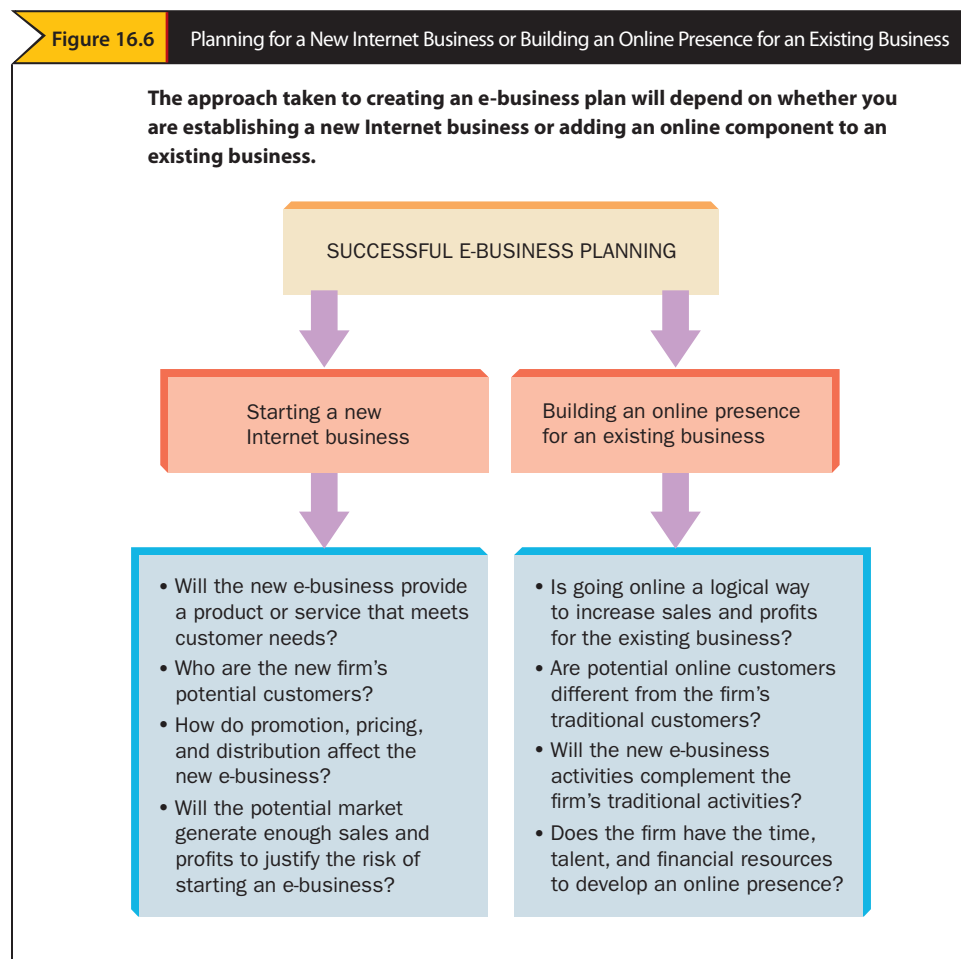 Figure 16.6 Planning for a New Internet Business or Building an Online Presence for an Existing Business
The approach taken to creating an e-business plan will depend on whether you
are establishing a new Internet business or adding an online component to an
existing business.
SUCCESSFUL E-BUSINESS PLANNING
Starting a new
Internet business
Building an online presence
for an existing business
• Will the new e-business provide
a product or service that meets
customer needs?
• Who are the new firm's
potential customers?
• How do promotion, pricing,
and distribution affect the
new e-business?
• Will the potential market
generate enough sales and
profits to justify the risk of
starting an e-business?
• Is going online a logical way
to increase sales and profits
for the existing business?
• Are potential online customers
different from the firm's
traditional customers?
• Will the new e-business
activities complement the
firm's traditional activities?
• Does the firm have the time,
talent, and financial resources
to develop an online presence?